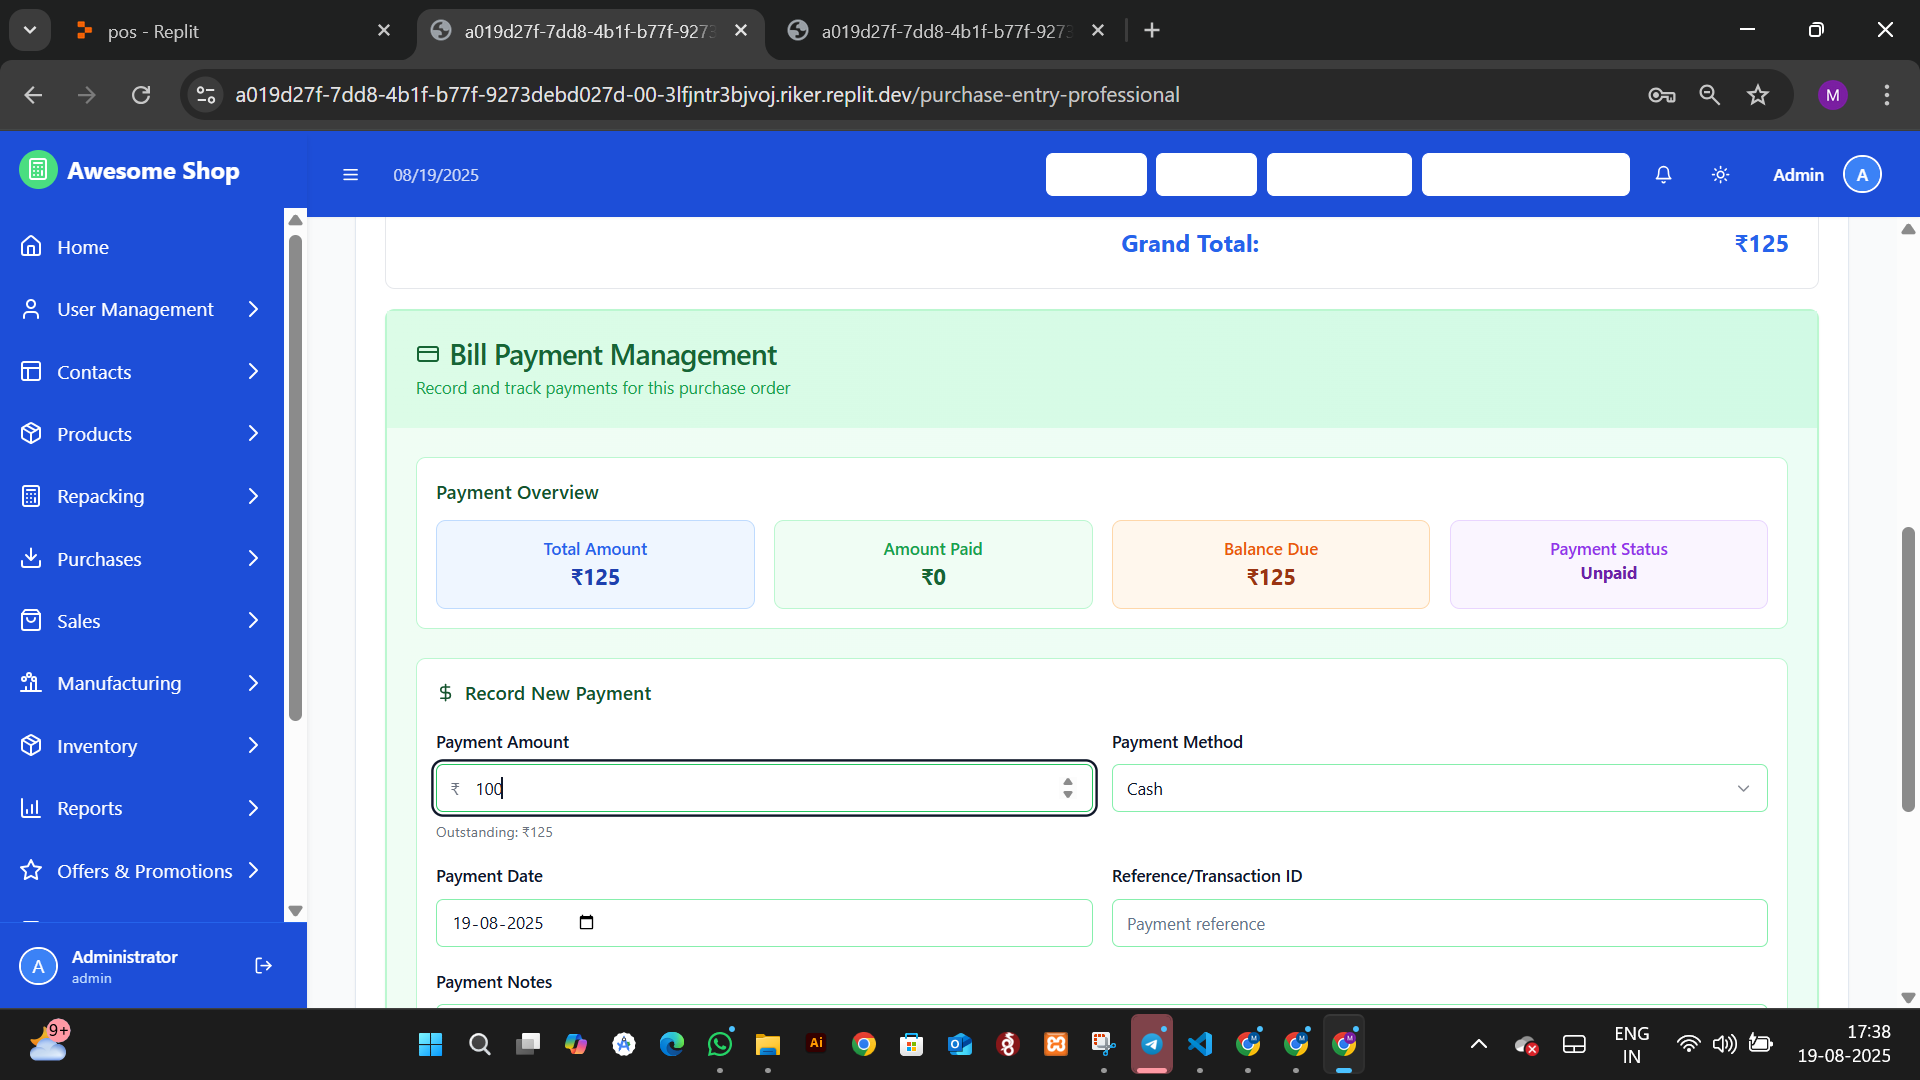 pos - Replit
a019d27f-7dd8-4b1f-b77f-9273
a019d27f-7dd8-4b1f-b77f-9273
a019d27f-7dd8-4b1f-b77f-9273debd027d-00-3lfjntr3bjvoj.riker.replit.dev/purchase-entry-professional
M
Awesome Shop
08/19/2025
Admin
A
Home
User Management
Contacts
Products
Repacking
Purchases
Sales
Manufacturing
Inventory
Reports
Offers & Promotions
A
Administrator
admin
Grand Total:
₹125
Bill Payment Management
Record and track payments for this purchase order
Payment Overview
Total Amount
₹125
Amount Paid
₹0
Balance Due
₹125
Payment Status
Unpaid
$ Record New Payment
Payment Amount
₹ 100
Outstanding: ₹125
Payment Method
Cash
Payment Date
19-08-2025
Reference/Transaction ID
Payment reference
Payment Notes
9+
Ai
ENG
IN
17:38
19-08-2025